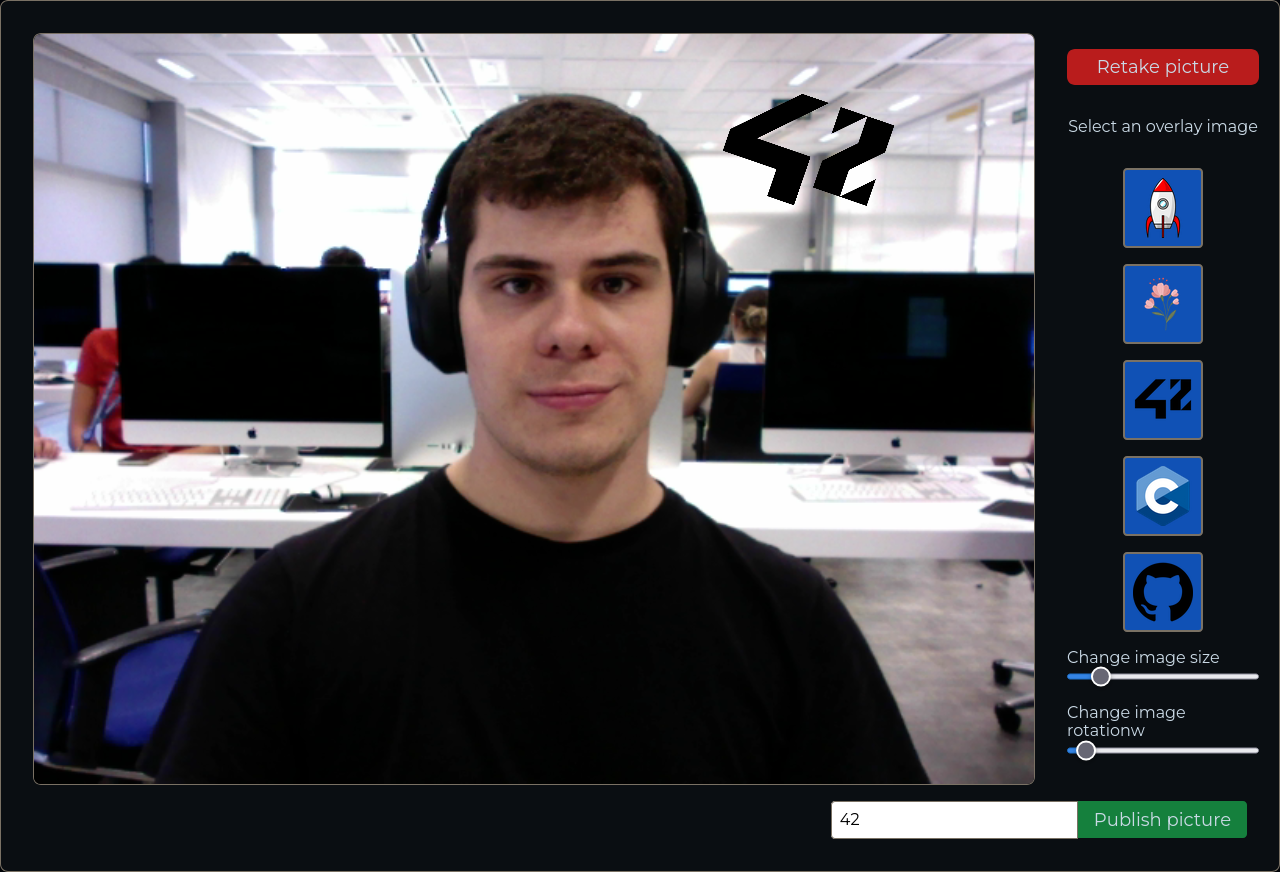 42
Retake picture
Select an overlay image
42
C
Change image size
Change image
rotationw
42
Publish picture